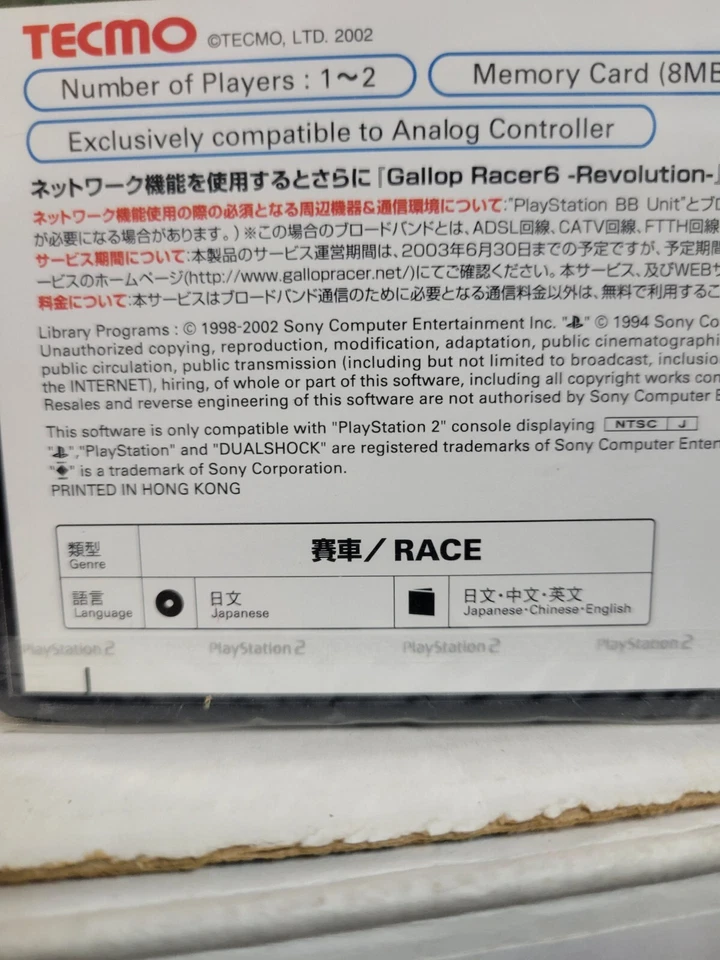 TECMO ©TECMO, LTD. 2002
Number of Players : 1～2 Memory Card (8MB
Exclusively compatible to Analog Controller
ネットワーク機能を使用するとさらに『Gallop Racer6 -Revolution-』
ネットワーク機能使用の際の必須となる周辺機器&通信環境について:"PlayStation BB Unit"とブロ
が必要になる場合があります。)※この場合のブロードバンドとは、ADSL回線、CATV回線、FTTH回線
サービス期間について:本製品のサービス運営期間は、2003年6月30日までの予定ですが、予定期間
ービスのホームページ(http://www.gallopracer.net/)にてご確認ください。本サービス、及びWEBサ
料金について:本サービスはブロードバンド通信のために必要となる通信料金以外は、無料で利用するこ
Library Programs : © 1998-2002 Sony Computer Entertainment Inc. "" © 1994 Sony Co
Unauthorized copying, reproduction, modification, adaptation, public cinematographi
public circulation, public transmission (including but not limited to broadcast, inclusio
the INTERNET), hiring, of whole or part of this software, including all copyright works con
Resales and reverse engineering of this software are not authorised by Sony Computer E
This software is only compatible with "PlayStation 2" console displaying NTSC J
"","PlayStation" and "DUALSHOCK" are registered trademarks of Sony Computer Enter
"" is a trademark of Sony Corporation.
PRINTED IN HONG KONG
類型 賽車／RACE
Genre
語言 日文 日文・中文・英文
Language Japanese Japanese・Chinese・English
PlayStation 2 PlayStation 2 PlayStation 2 PlayStation 2